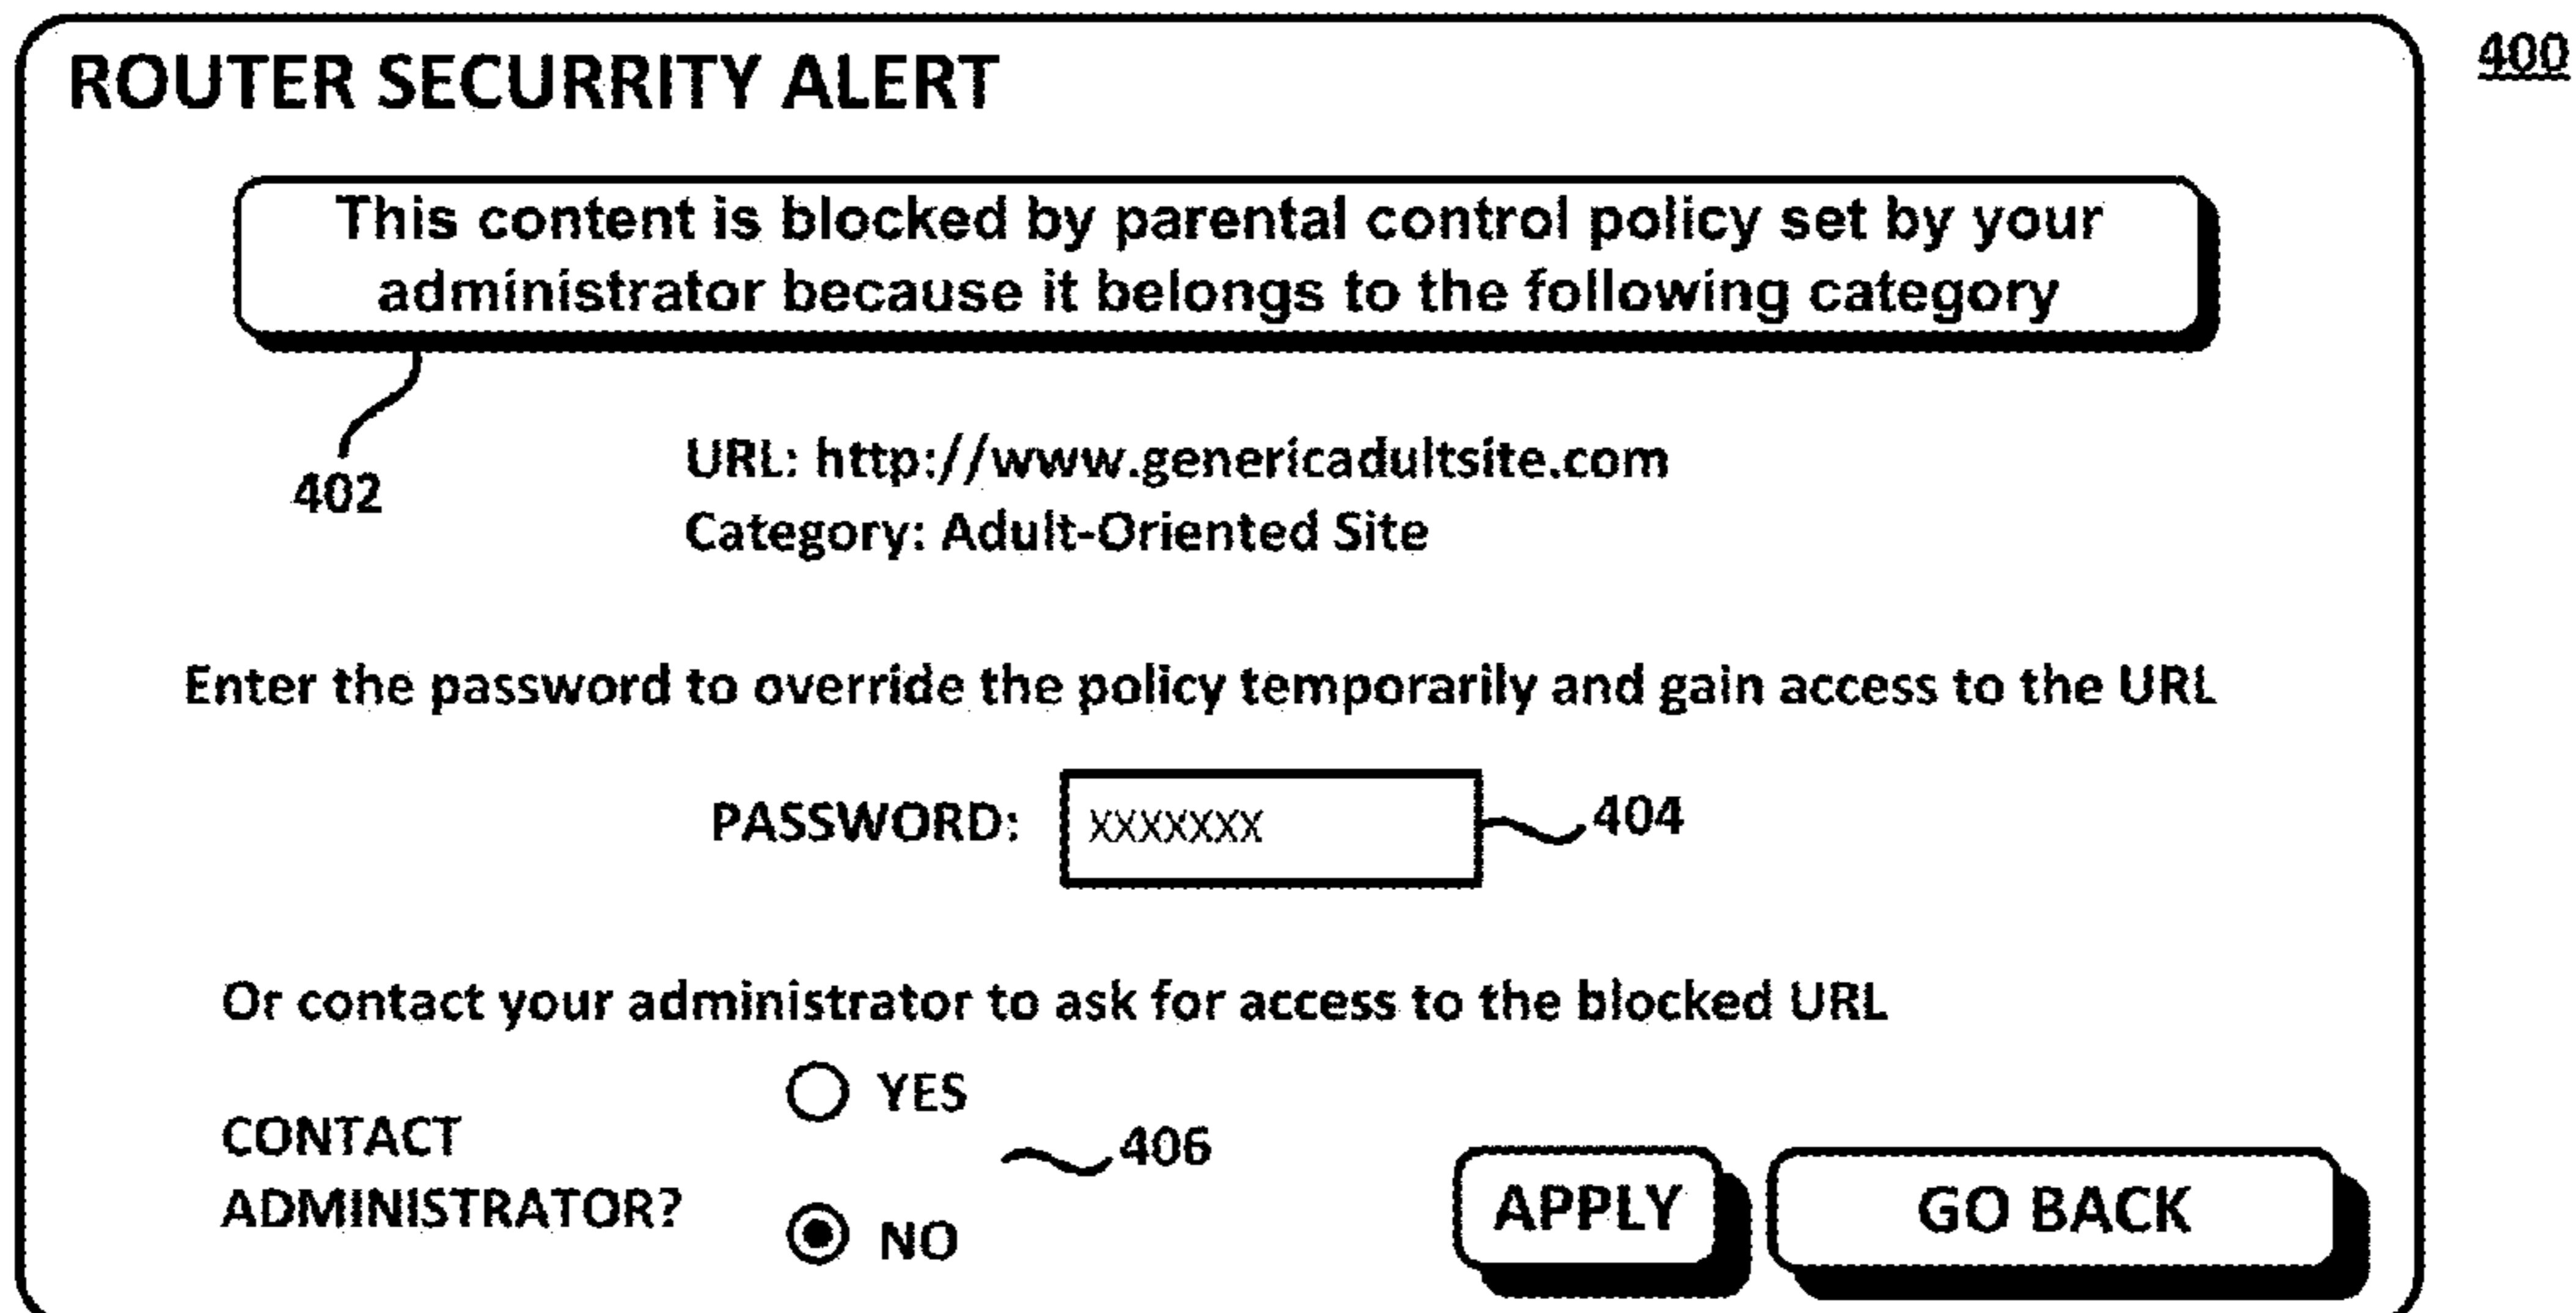 400
ROUTER SECURRITY ALERT
This content is blocked by parental control policy set by your
administrator because it belongs to the following category
402
URL: http://www.genericadultsite.com
Category: Adult-Oriented Site
Enter the password to override the policy temporarily and gain access to the URL
PASSWORD: XXXXXXX 404
Or contact your administrator to ask for access to the blocked URL
CONTACT
ADMINISTRATOR?
YES
NO
406
APPLY
GO BACK